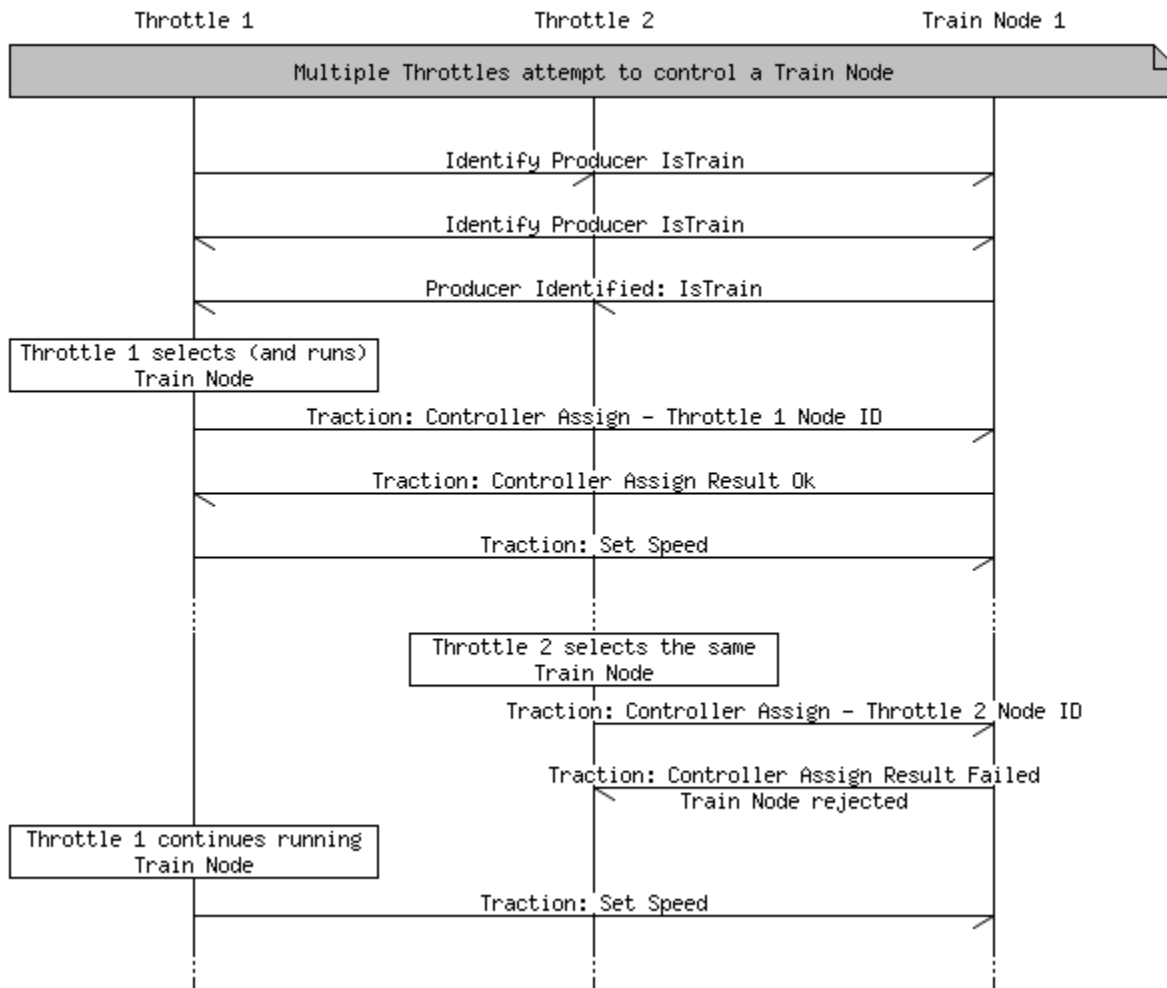 Throttle 1 Throttle 2 Train Node 1
Multiple Throttles attempt to control a Train Node
Identify Producer IsTrain
Identify Producer IsTrain
Producer Identified: IsTrain
Throttle 1 selects (and runs)
Train Node
Traction: Controller Assign - Throttle 1 Node ID
Traction: Controller Assign Result Ok
Traction: Set Speed
Throttle 2 selects the same
Train Node
Traction: Controller Assign - Throttle 2 Node ID
Traction: Controller Assign Result Failed
Train Node rejected
Throttle 1 continues running
Train Node
Traction: Set Speed